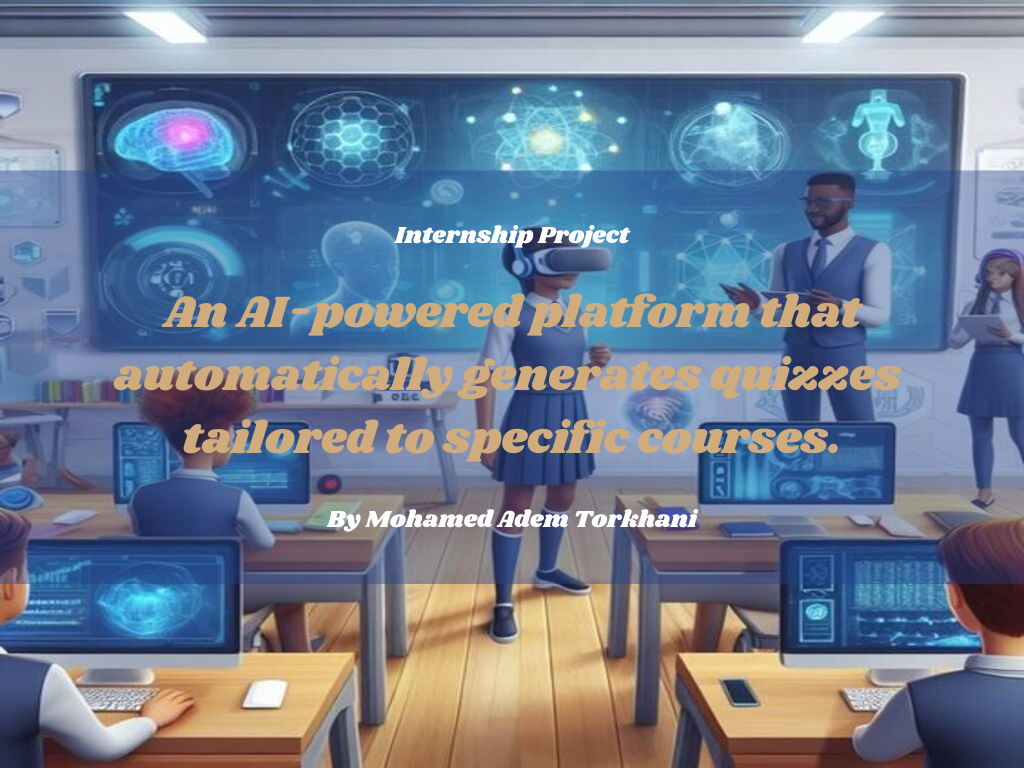 Internship Project
An AI-powered platform that
automatically generates quizzes
tailored to specific courses.
By Mohamed Adem Torkhani